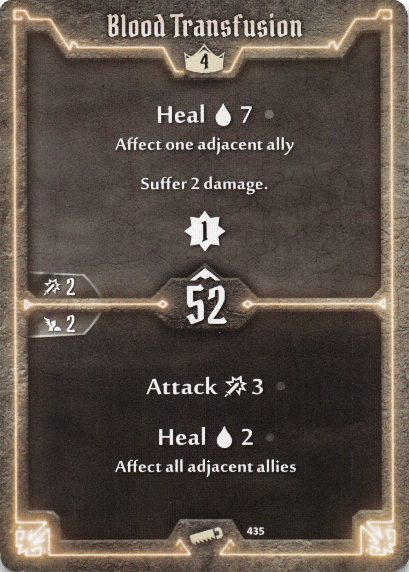 Blood Transfusion
4
Heal 7
Affect one adjacent ally
Suffer 2 damage.
1
2
52
2
Attack 3
Heal 2
Affect all adjacent allies
435